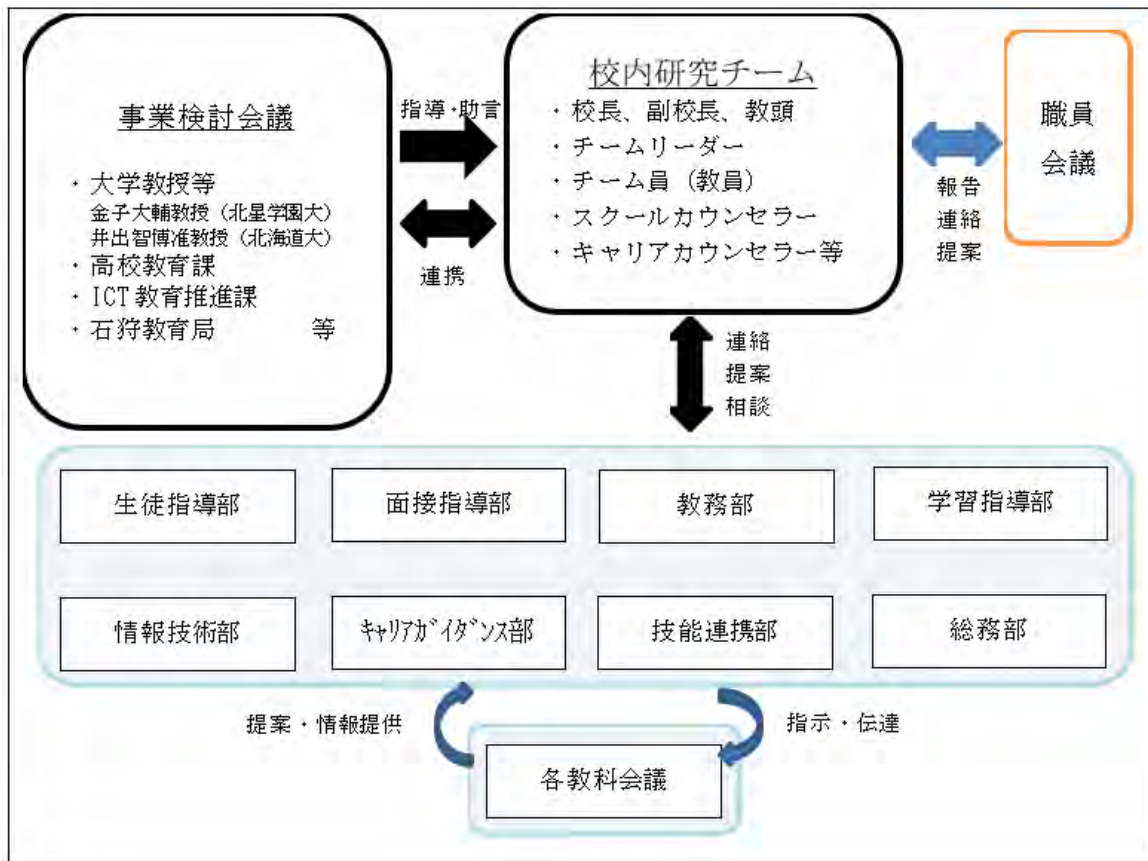 事業検討会議
・大学教授等
金子大輔教授（北星学園大）
井出智博准教授（北海道大）
・高校教育課
・ICT教育推進課
・石狩教育局　等
指導・助言
連携
校内研究チーム
・校長、副校長、教頭
・チームリーダー
・チーム員（教員）
・スクールカウンセラー
・キャリアカウンセラー等
報告
連絡
提案
職員
会議
連絡
提案
相談
生徒指導部
面接指導部
教務部
学習指導部
情報技術部
ｷｬﾘｱｶﾞｲﾀﾞﾝｽ部
技能連携部
総務部
提案・情報提供
指示・伝達
各教科会議